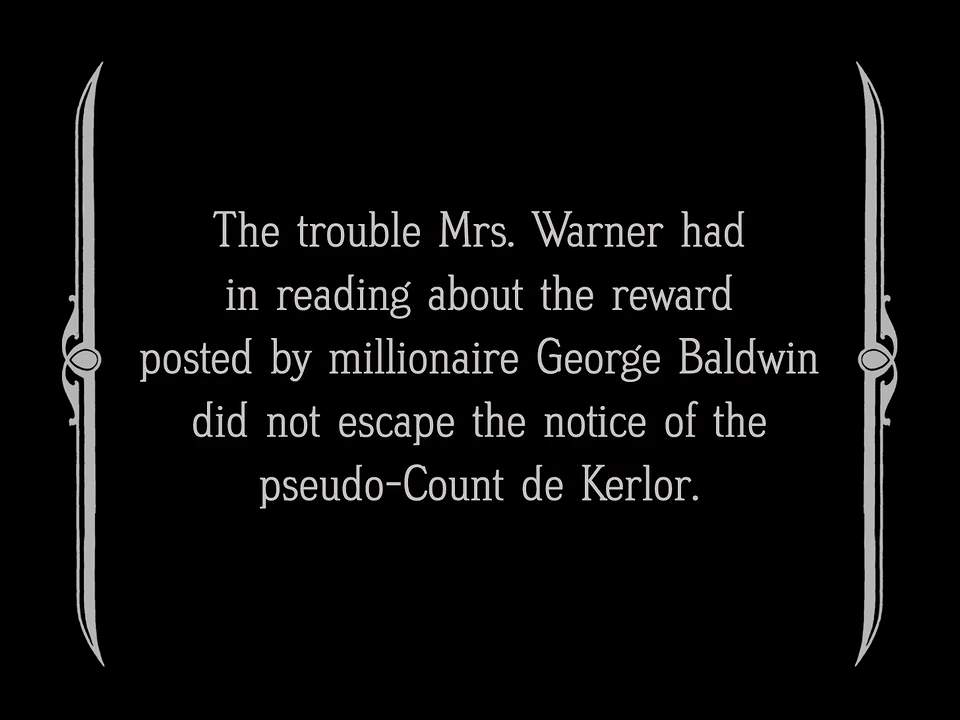 The trouble Mrs. Warner had
in reading about the reward
posted by millionaire George Baldwin
did not escape the notice of the
pseudo-Count de Kerlor.